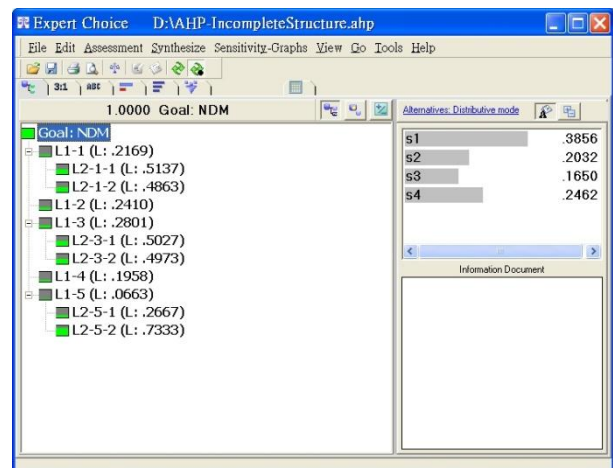 Expert Choice D:\AHP-IncompleteStructure.ahp
File Edit Assessment Synthesize Sensitivity-Graphs View Go Tools Help
3:1 ABC
1.0000 Goal: NDM
Goal: NDM
L1-1 (L: .2169)
L2-1-1 (L: .5137)
L2-1-2 (L: .4863)
L1-2 (L: .2410)
L1-3 (L: .2801)
L2-3-1 (L: .5027)
L2-3-2 (L: .4973)
L1-4 (L: .1958)
L1-5 (L: .0663)
L2-5-1 (L: .2667)
L2-5-2 (L: .7333)
Alternatives: Distributive mode
s1 .3856
s2 .2032
s3 .1650
s4 .2462
Information Document